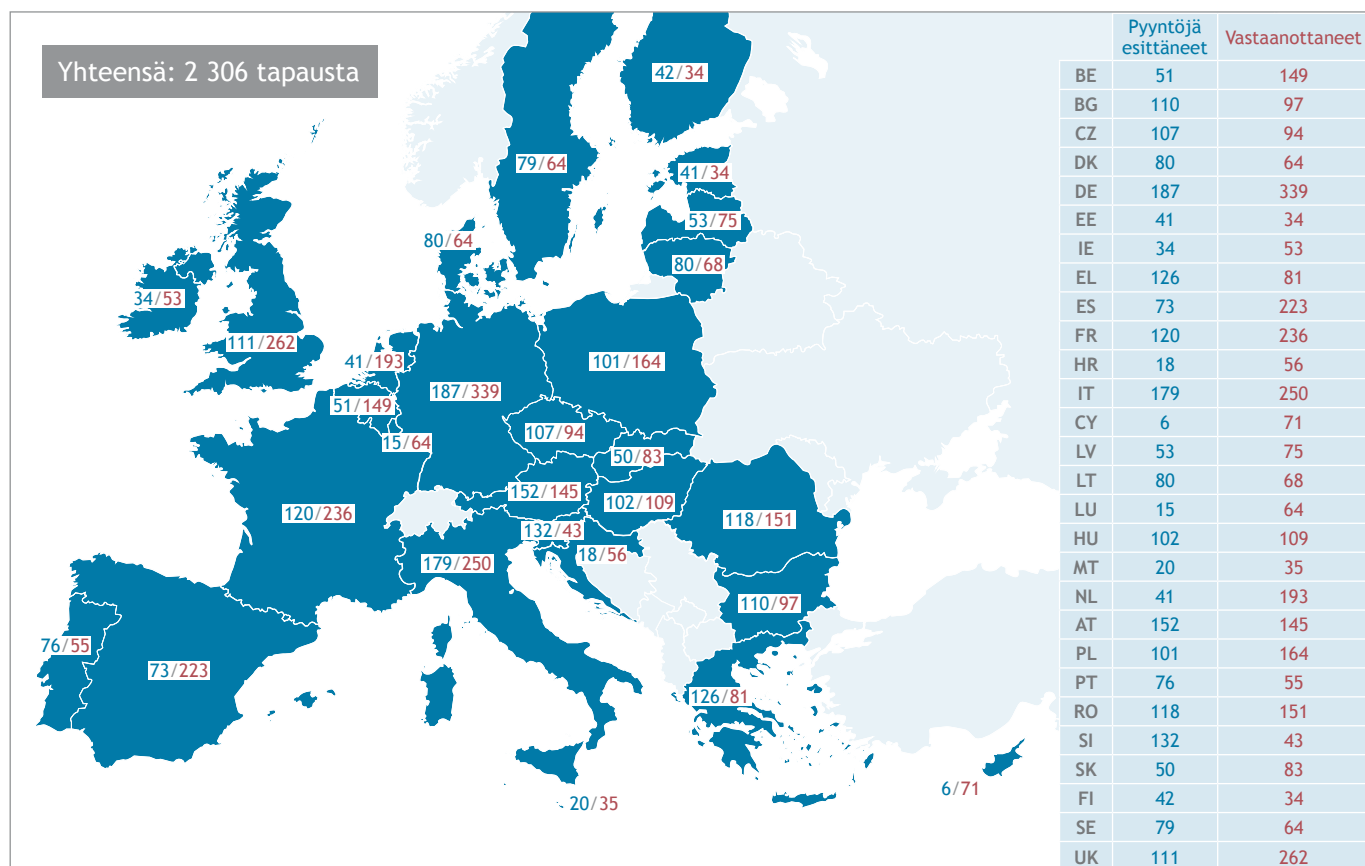 Yhteensä: 2 306 tapausta
42/34
79/64
41/34
53/75
80/64
80/68
34/53
111/262
41/193
101/164
187/339
51/149
107/94
15/64
50/83
152/145
102/109
120/236
118/151
132/43
18/56
179/250
110/97
76/55
73/223
126/81
6/71
20/35
Pyyntöjä esittäneet Vastaanottaneet
BE 51 149
BG 110 97
CZ 107 94
DK 80 64
DE 187 339
EE 41 34
IE 34 53
EL 126 81
ES 73 223
FR 120 236
HR 18 56
IT 179 250
CY 6 71
LV 53 75
LT 80 68
LU 15 64
HU 102 109
MT 20 35
NL 41 193
AT 152 145
PL 101 164
PT 76 55
RO 118 151
SI 132 43
SK 50 83
FI 42 34
SE 79 64
UK 111 262